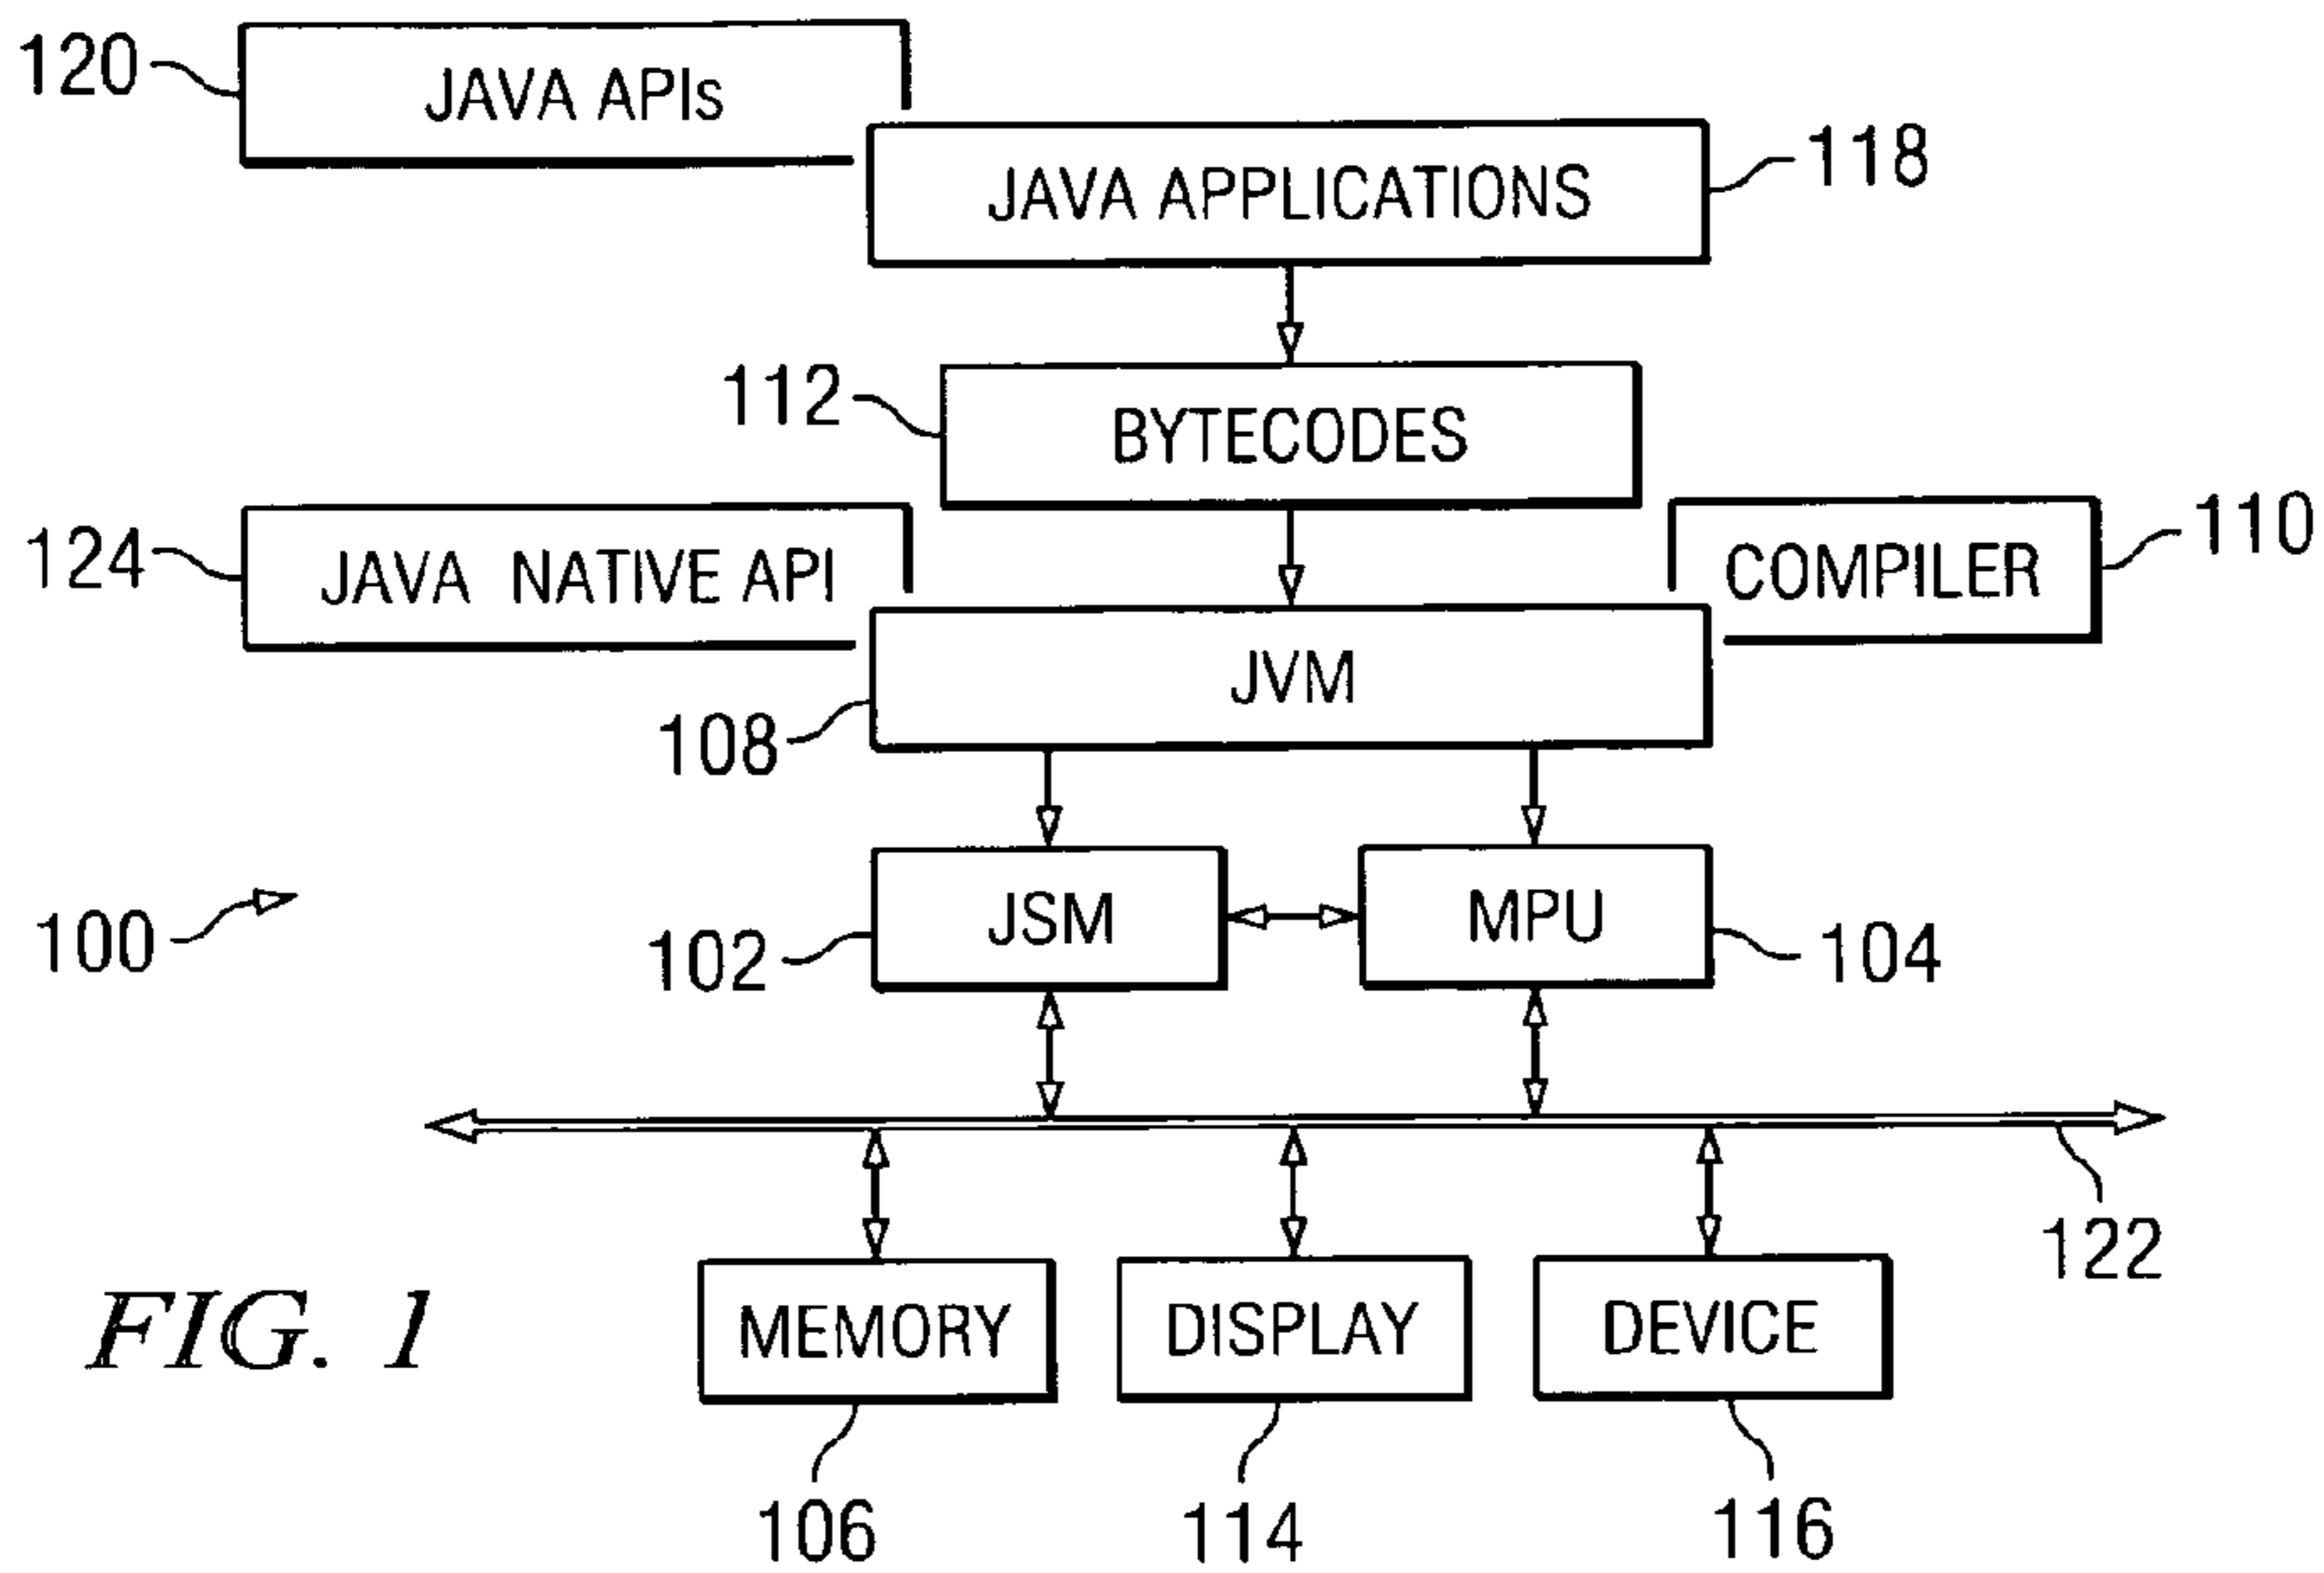 120
JAVA APIs
JAVA APPLICATIONS
118
112
BYTECODES
124
JAVA NATIVE API
COMPILER
110
JVM
108
100
102
JSM
MPU
104
122
MEMORY
DISPLAY
DEVICE
FIG. 1
106
114
116